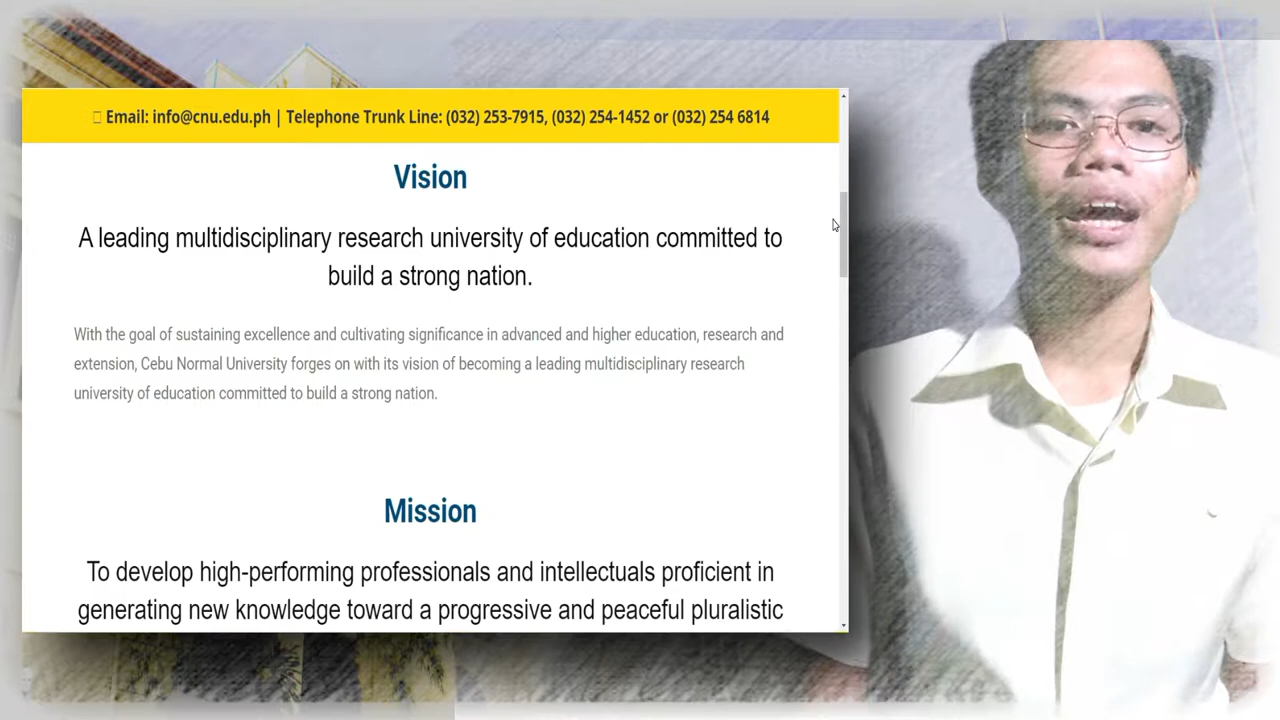 Email: info@cnu.edu.ph | Telephone Trunk Line: (032) 253-7915, (032) 254-1452 or (032) 254 6814
Vision
A leading multidisciplinary research university of education committed to
build a strong nation.
With the goal of sustaining excellence and cultivating significance in advanced and higher education, research and
extension, Cebu Normal University forges on with its vision of becoming a leading multidisciplinary research
university of education committed to build a strong nation.
Mission
To develop high-performing professionals and intellectuals proficient in
generating new knowledge toward a progressive and peaceful pluralistic